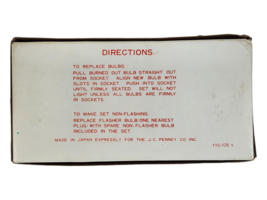 DIRECTIONS
TO REPLACE BULBS:
PULL BURNED OUT BULB STRAIGHT OUT
FROM SOCKET. ALIGN NEW BULB WITH
SLOTS IN SOCKET. PUSH INTO SOCKET
UNTIL FIRMLY SEATED. SET WILL NOT
LIGHT UNLESS ALL BULBS ARE FIRMLY
IN SOCKETS.
TO MAKE SET NON-FLASHING:
REPLACE FLASHER BULB (ONE NEAREST
PLUG) WITH SPARE NON-FLASHER BULB
INCLUDED IN THE SET.
MADE IN JAPAN EXPRESSLY FOR THE J.C. PENNEY CO. INC.